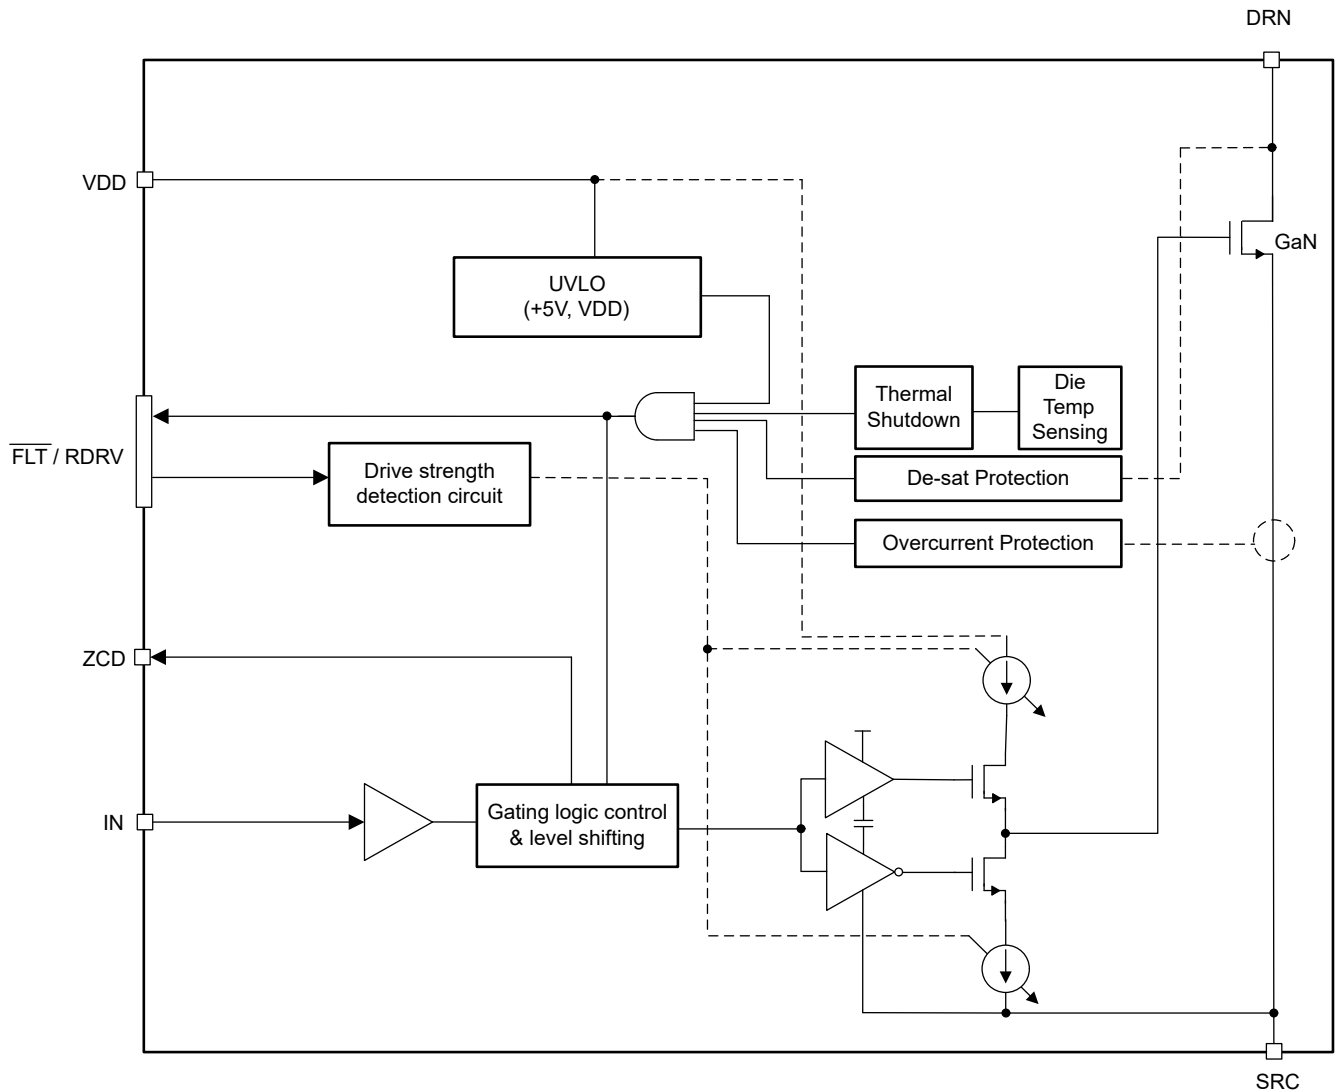 DRN
VDD
GaN
UVLO
(+5V, VDD)
Thermal
Shutdown
Die
Temp
Sensing
FLT / RDRV
Drive strength
detection circuit
De-sat Protection
Overcurrent Protection
ZCD
IN
Gating logic control
& level shifting
SRC